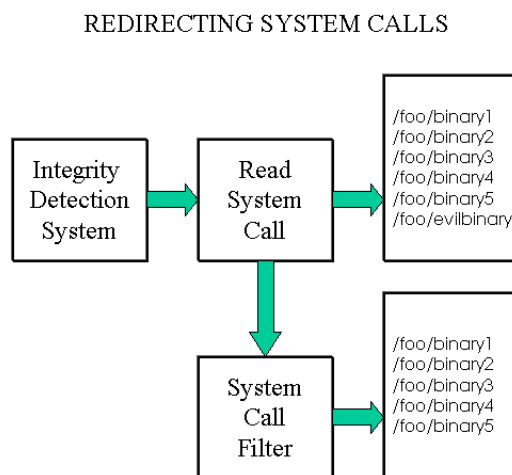 REDIRECTING SYSTEM CALLS
Integrity
Detection
System
Read
System
Call
/foo/binary1
/foo/binary2
/foo/binary3
/foo/binary4
/foo/binary5
/foo/evilbinary
System
Call
Filter
/foo/binary1
/foo/binary2
/foo/binary3
/foo/binary4
/foo/binary5